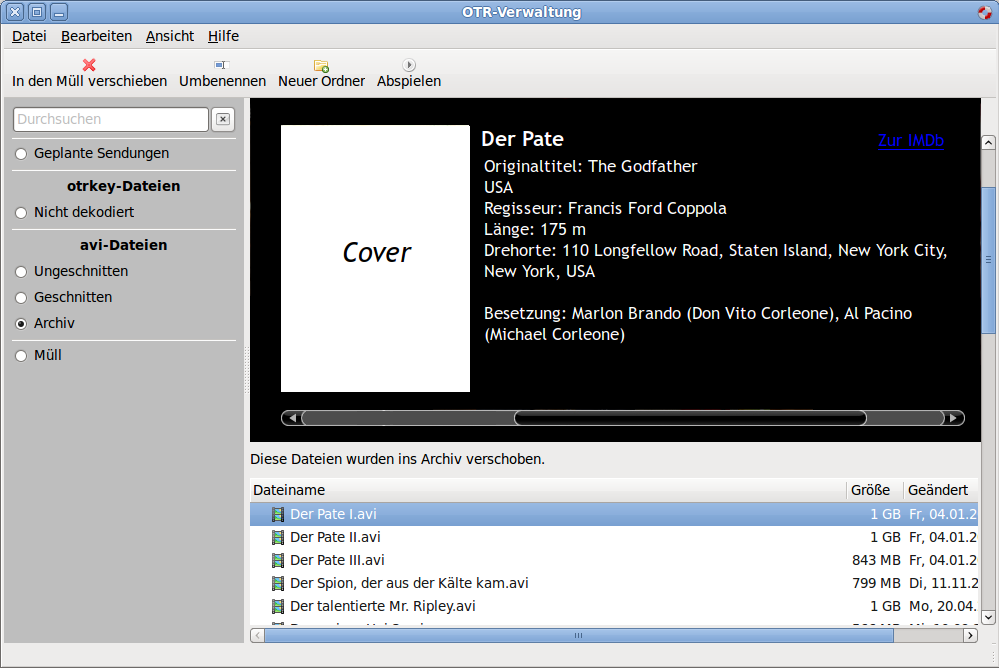 OTR-Verwaltung
Datei Bearbeiten Ansicht Hilfe
In den Müll verschieben Umbenennen Neuer Ordner Abspielen
Durchsuchen
Geplante Sendungen
otrkey-Dateien
Nicht dekodiert
avi-Dateien
Ungeschnitten
Geschnitten
Archiv
Müll
Cover
Der Pate
Zur IMDb
Originaltitel: The Godfather
USA
Regisseur: Francis Ford Coppola
Länge: 175 m
Drehorte: 110 Longfellow Road, Staten Island, New York City,
New York, USA
Besetzung: Marlon Brando (Don Vito Corleone), Al Pacino
(Michael Corleone)
Diese Dateien wurden ins Archiv verschoben.
Dateiname Größe Geändert
Der Pate I.avi 1 GB Fr, 04.01.2
Der Pate II.avi 1 GB Fr, 04.01.2
Der Pate III.avi 843 MB Fr, 04.01.2
Der Spion, der aus der Kälte kam.avi 799 MB Di, 11.11.2
Der talentierte Mr. Ripley.avi 1 GB Mo, 20.04.